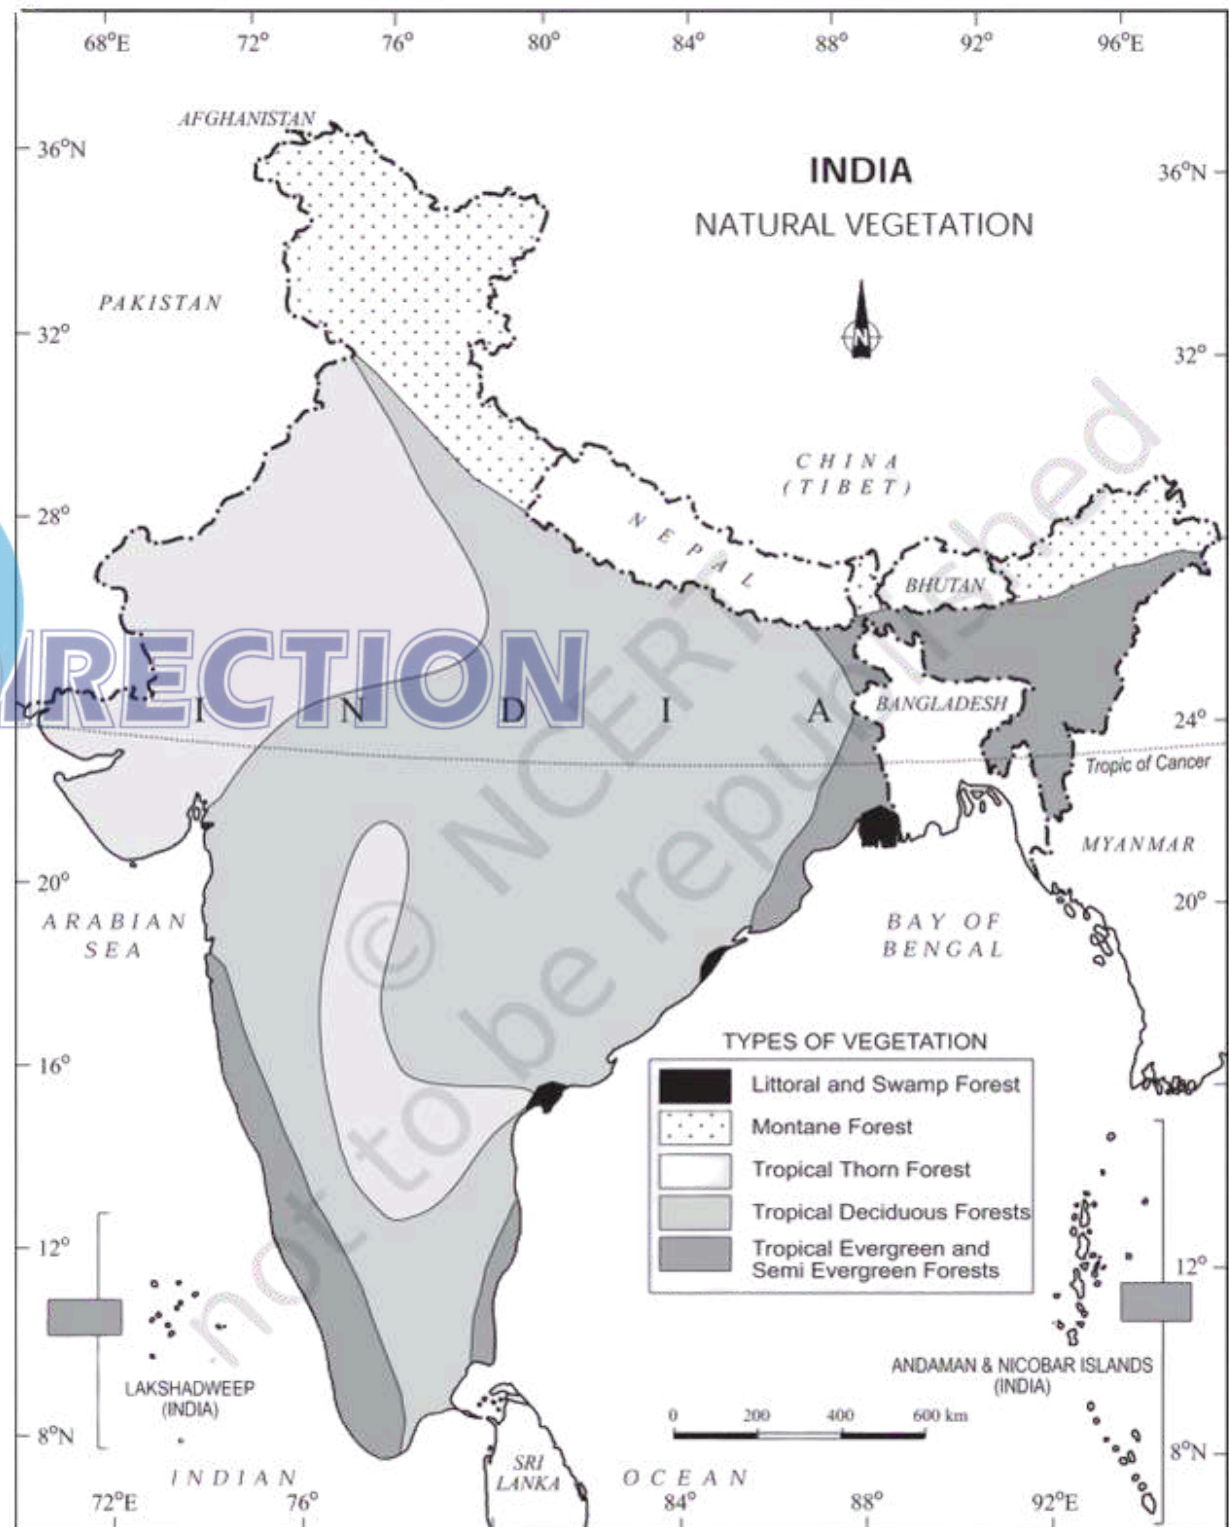 68°E 72° 76° 80° 84° 88° 92° 96°E
AFGHANISTAN
36°N
INDIA
36°N
NATURAL VEGETATION
PAKISTAN
N
32°
32°
CHINA
(TIBET)
28°
NEPAL
BHUTAN
RECTION
INDIA
BANGLADESH
24°
Tropic of Cancer
MYANMAR
20°
20°
ARABIAN
SEA
BAY OF
BENGAL
© NCERT
not to be republished
TYPES OF VEGETATION
16°
Littoral and Swamp Forest
Montane Forest
Tropical Thorn Forest
Tropical Deciduous Forests
Tropical Evergreen and
Semi Evergreen Forests
12°
12°
LAKSHADWEEP
(INDIA)
ANDAMAN & NICOBAR ISLANDS
(INDIA)
0 200 400 600 km
8°N
8°N
SRI
LANKA
INDIAN OCEAN
72°E 76° 84° 88° 92°E